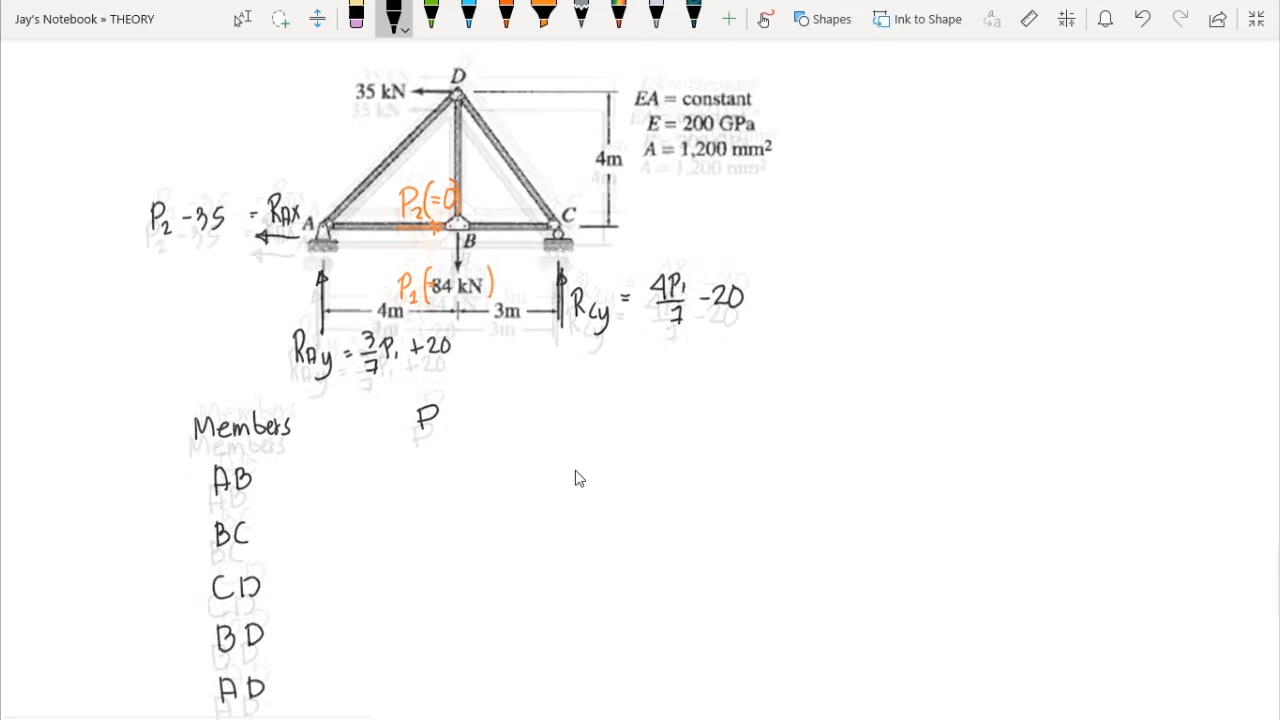 Jay's Notebook » THEORY
Shapes
Ink to Shape
D
35 kN
EA = constant
E = 200 GPa
A = 1,200 mm²
4m
P₂ - 35 = RAX
A
P₂(=0)
C
B
P₁(=84 kN)
4m
3m
RAy = 3/7 P₁ + 20
RCy = 4P₁/7 - 20
Members
P
AB
BC
CD
BD
AD